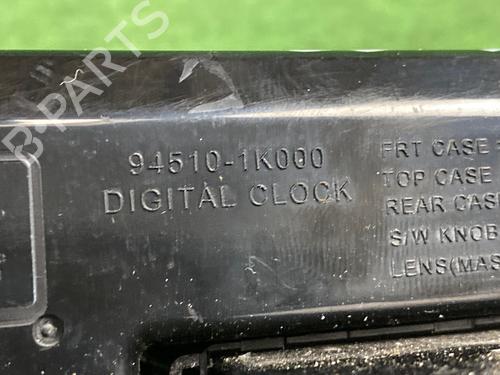 94510-1K000
DIGITAL CLOCK
FRT CASE
TOP CASE
REAR CASE
S/W KNOB
LENS(MAS
B-PARTS